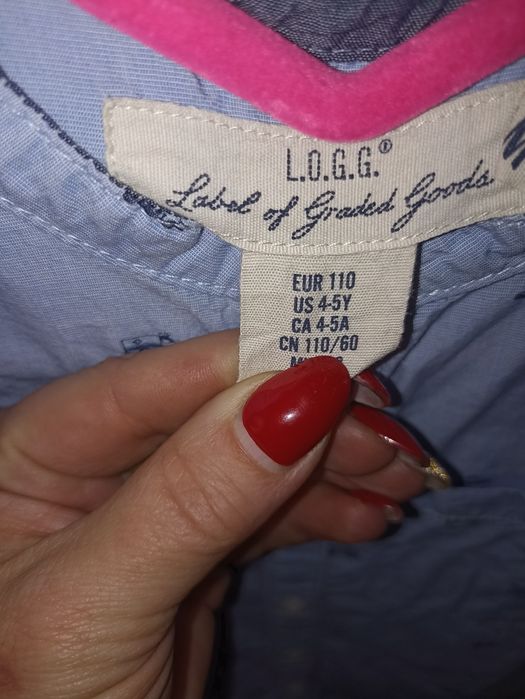 L.O.G.G.®
Label of Graded Goods.
EUR 110
US 4-5Y
CA 4-5A
CN 110/60